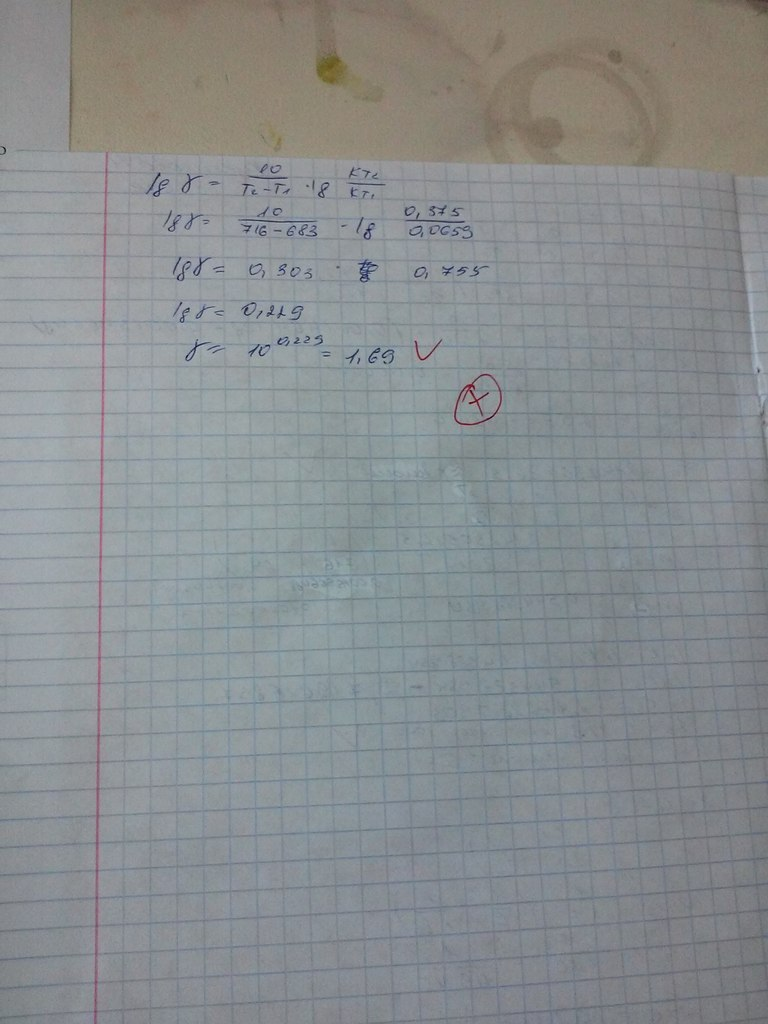 lg γ = 10/(T₂-T₁) · lg KT₂/KT₁
lg γ = 10/(716-683) · lg 0,375/0,0659
lg γ = 0,303 · 0,755
lg γ = 0,229
γ = 10^0,229 = 1,69 ✓
+